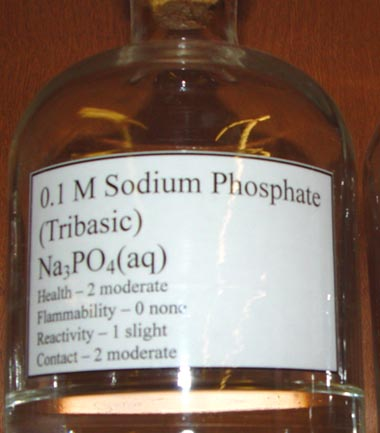 0.1 M Sodium Phosphate
(Tribasic)
Na₃PO₄(aq)
Health – 2 moderate
Flammability – 0 none
Reactivity – 1 slight
Contact – 2 moderate